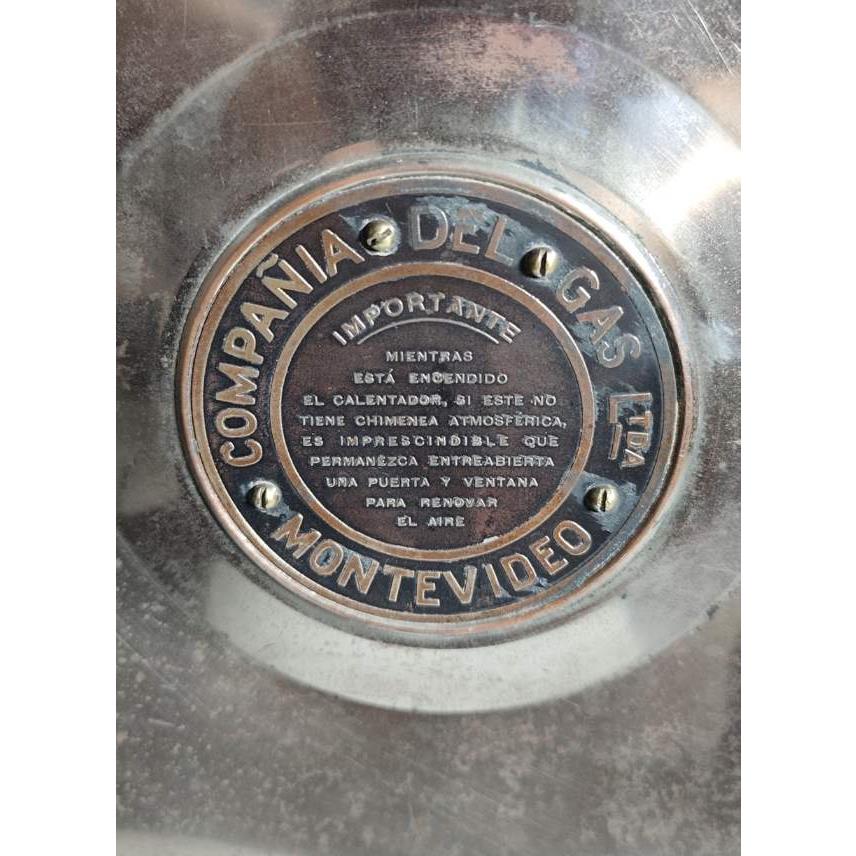 COMPAÑIA DEL GAS LTDA
IMPORTANTE
MIENTRAS
ESTÁ ENCENDIDO
EL CALENTADOR, SI ESTE NO
TIENE CHIMENEA ATMOSFÉRICA,
ES IMPRESCINDIBLE QUE
PERMANEZCA ENTREABIERTA
UNA PUERTA Y VENTANA
PARA RENOVAR
EL AIRE
MONTEVIDEO